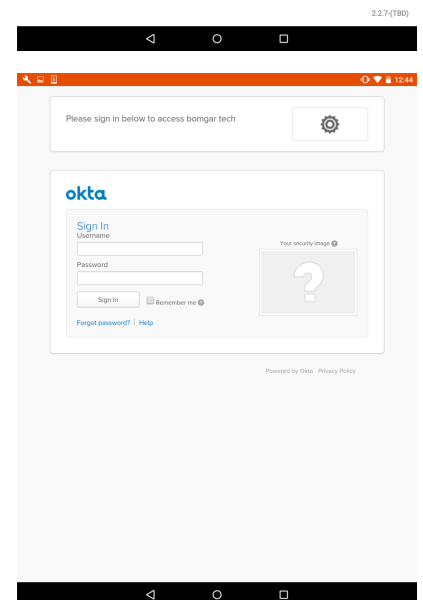 2.2.7-(TBD)
12:44
Please sign in below to access bomgar tech
okta
Sign In
Username
Your security image ?
Password
?
Sign In
Remember me ?
Forgot password? | Help
Powered by Okta Privacy Policy